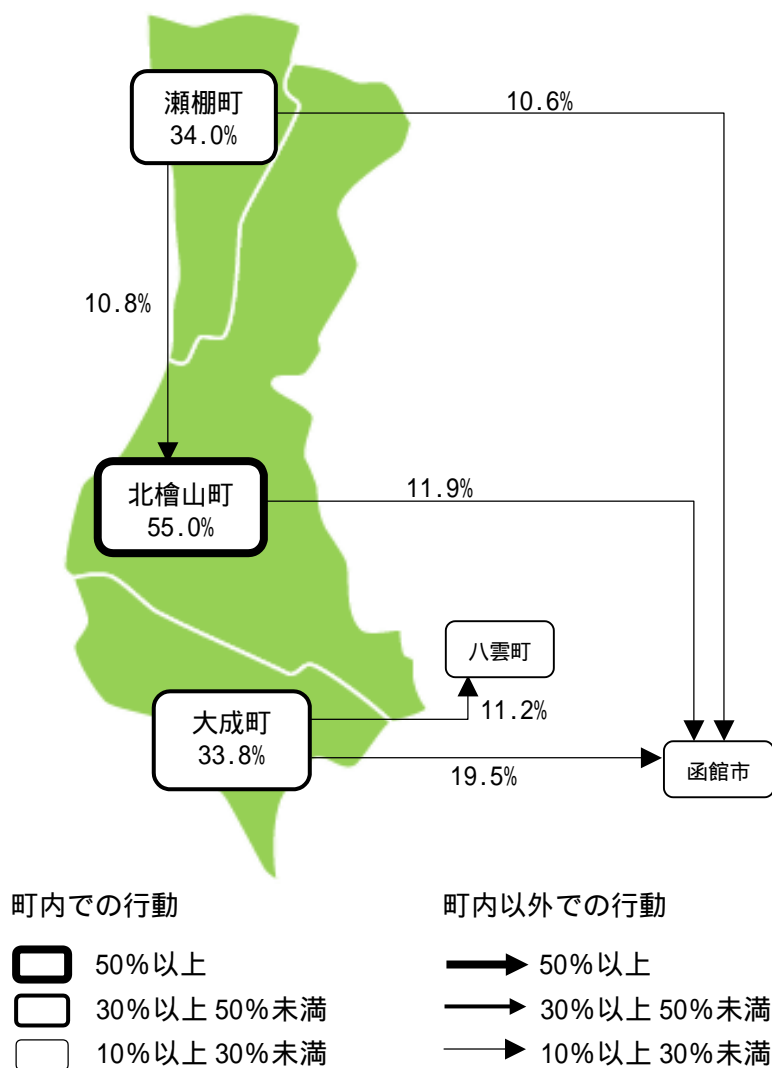 瀬棚町
34.0%
10.6%
10.8%
北檜山町
55.0%
11.9%
八雲町
大成町
33.8%
11.2%
19.5%
函館市
町内での行動
50%以上
30%以上 50%未満
10%以上 30%未満
町内以外での行動
50%以上
30%以上 50%未満
10%以上 30%未満